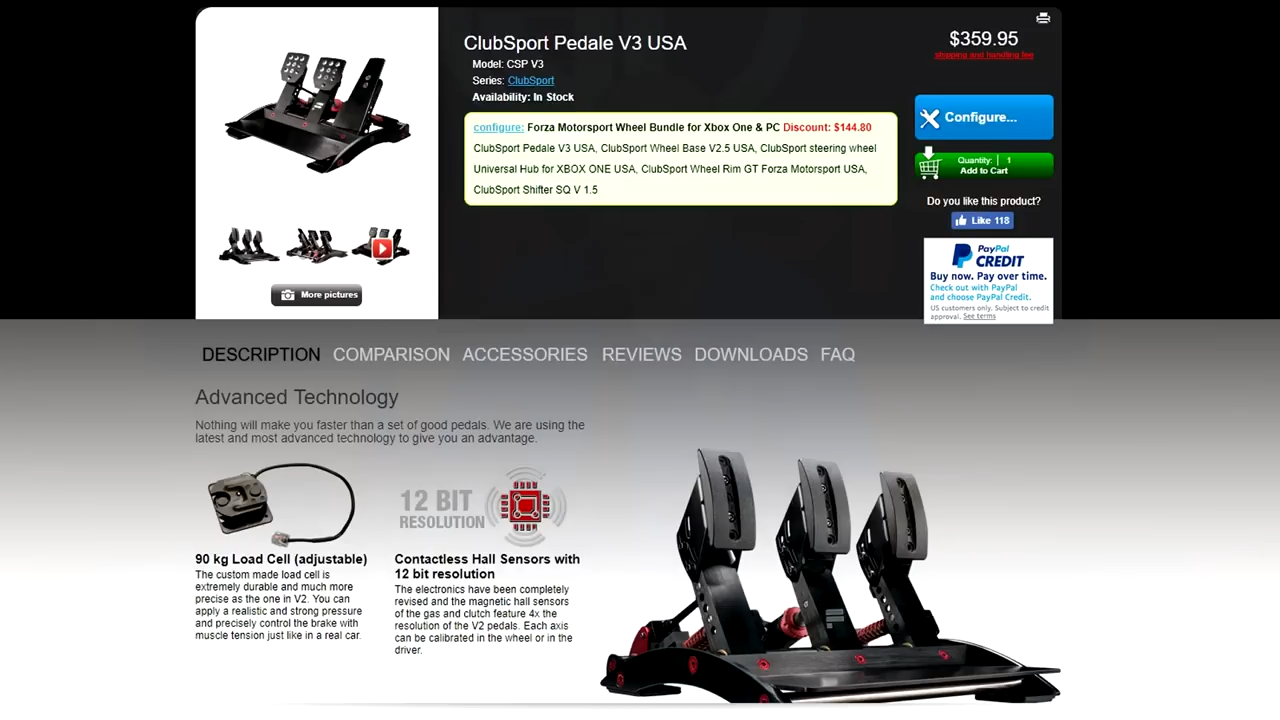 ClubSport Pedale V3 USA
Model: CSP V3
Series: ClubSport
Availability: In Stock
configure: Forza Motorsport Wheel Bundle for Xbox One & PC Discount: $144.80
ClubSport Pedale V3 USA, ClubSport Wheel Base V2.5 USA, ClubSport steering wheel
Universal Hub for XBOX ONE USA, ClubSport Wheel Rim GT Forza Motorsport USA,
ClubSport Shifter SQ V 1.5
$359.95
shipping and handling fee
Configure...
Quantity: 1
Add to Cart
Do you like this product?
Like 118
PayPal
CREDIT
Buy now. Pay over time.
Check out with PayPal
and choose PayPal Credit.
US customers only. Subject to credit
approval. See terms
More pictures
DESCRIPTION COMPARISON ACCESSORIES REVIEWS DOWNLOADS FAQ
Advanced Technology
Nothing will make you faster than a set of good pedals. We are using the
latest and most advanced technology to give you an advantage.
12 BIT
RESOLUTION
90 kg Load Cell (adjustable)
The custom made load cell is
extremely durable and much more
precise as the one in V2. You can
apply a realistic and strong pressure
and precisely control the brake with
muscle tension just like in a real car.
Contactless Hall Sensors with
12 bit resolution
The electronics have been completely
revised and the magnetic hall sensors
of the gas and clutch feature 4x the
resolution of the V2 pedals. Each axis
can be calibrated in the wheel or in the
driver.